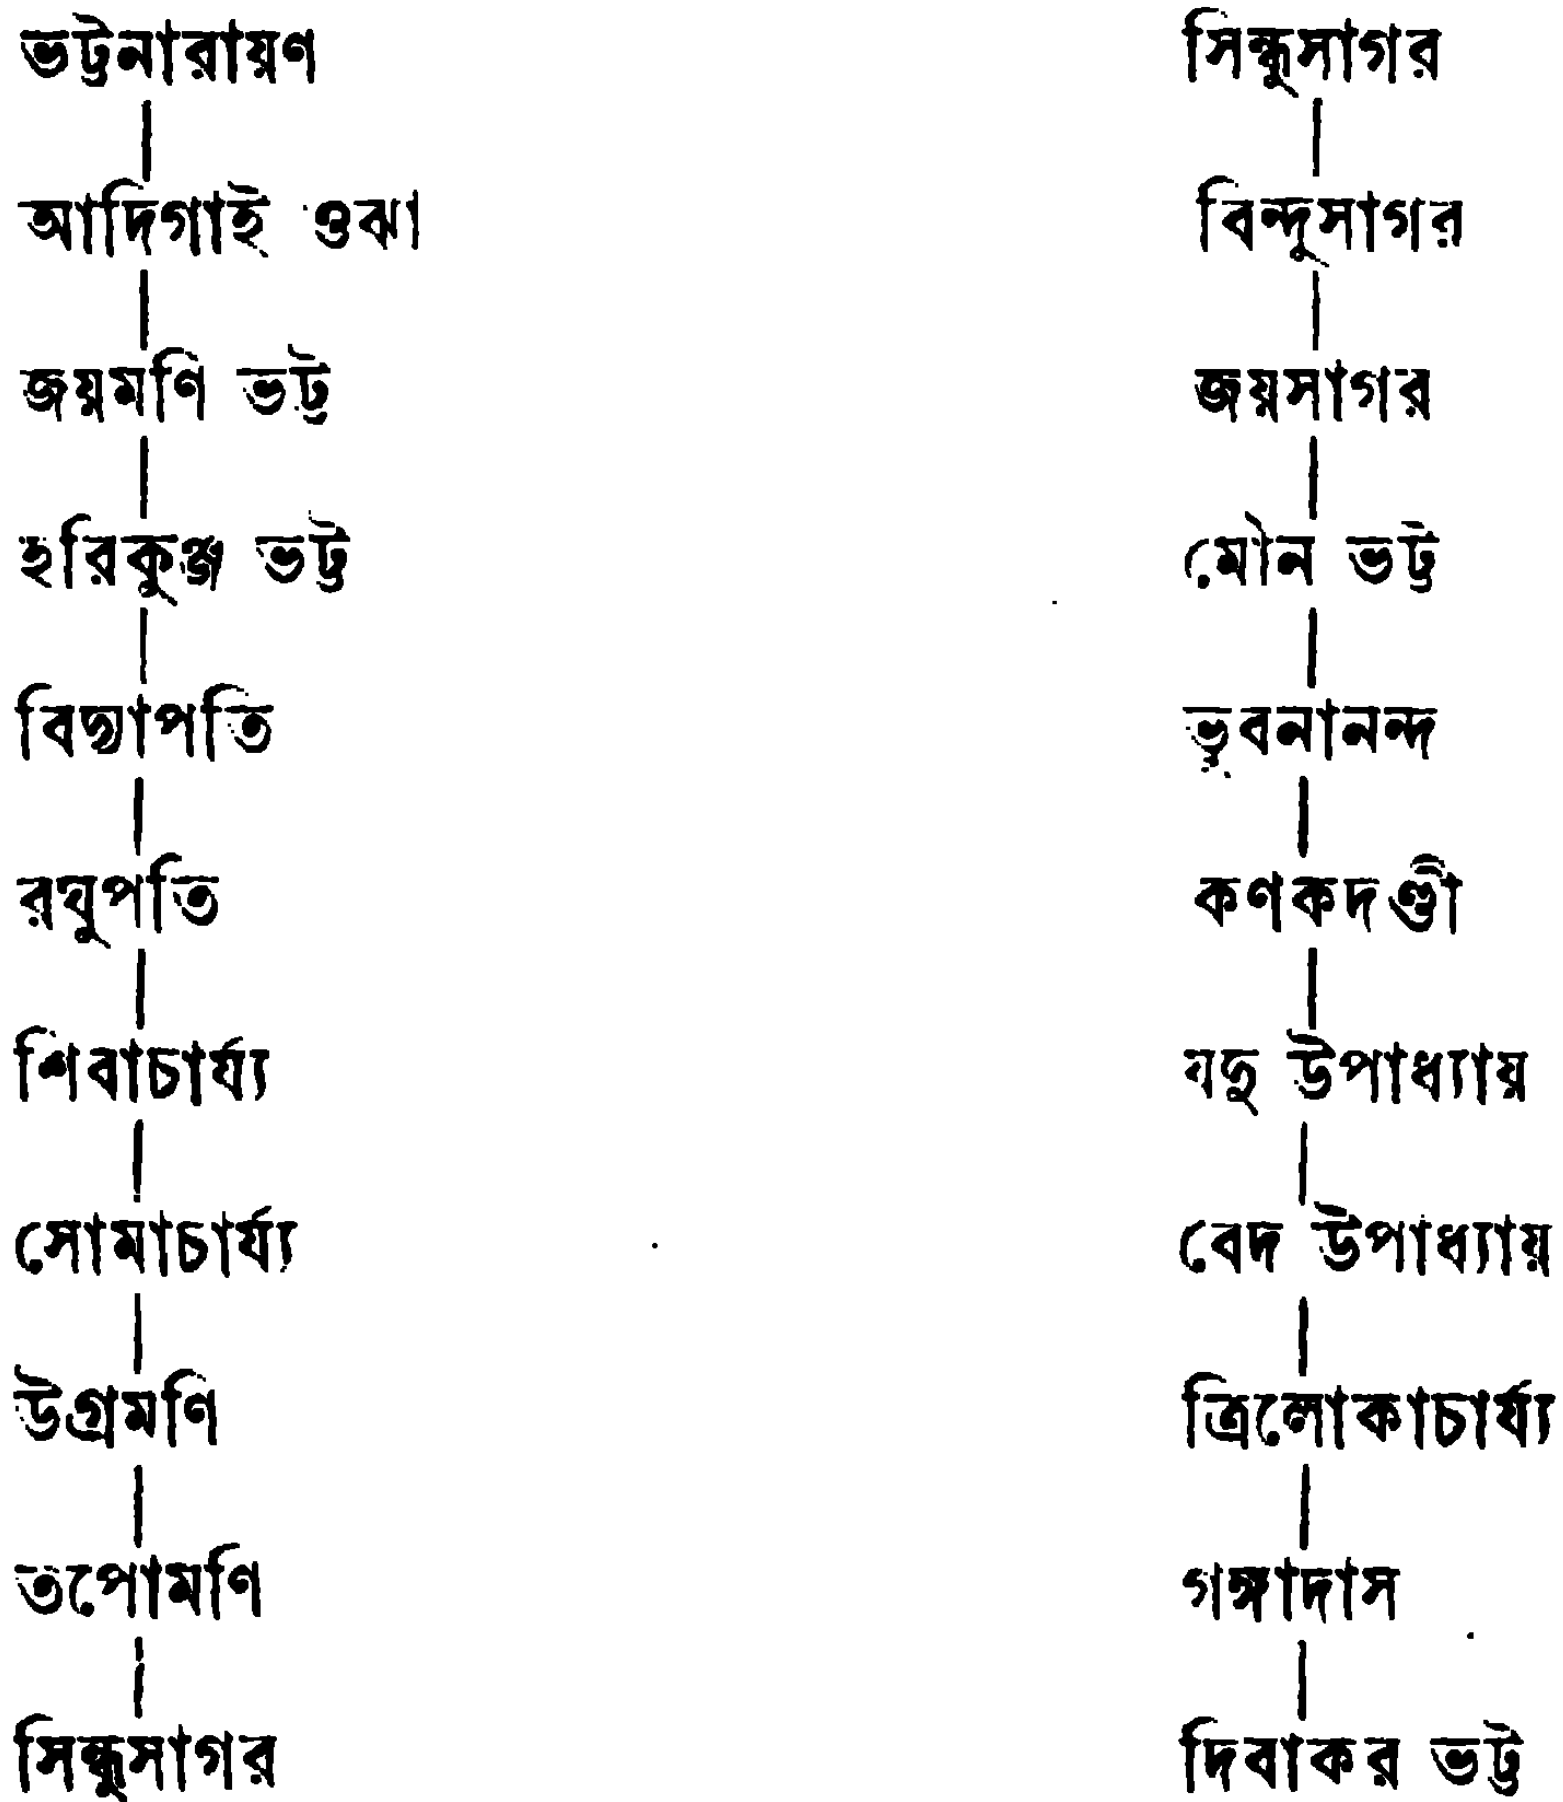 ভট্টনারায়ণ
আদিগাই ওঝা
জয়মণি ভট্ট
হরিকুঞ্জ ভট্ট
বিদ্যাপতি
রঘুপতি
শিবাচার্য্য
সোমাচার্য্য
উগ্রমণি
তপোমণি
সিন্ধুসাগর
সিন্ধুসাগর
বিন্দুসাগর
জয়সাগর
মৌন ভট্ট
ভুবনানন্দ
কণকদণ্ডী
যদু উপাধ্যায়
বেদ উপাধ্যায়
ত্রিলোকাচার্য্য
গঙ্গাদাস
দিবাকর ভট্ট